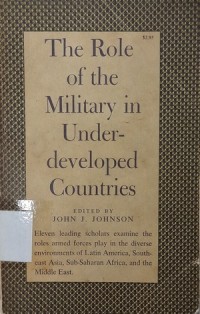 $2.95
The Role
of the
Military in
Under-
developed
Countries
EDITED BY
JOHN J. JOHNSON
Eleven leading scholars examine the
roles armed forces play in the diverse
environments of Latin America, South-
east Asia, Sub-Saharan Africa, and the
Middle East.